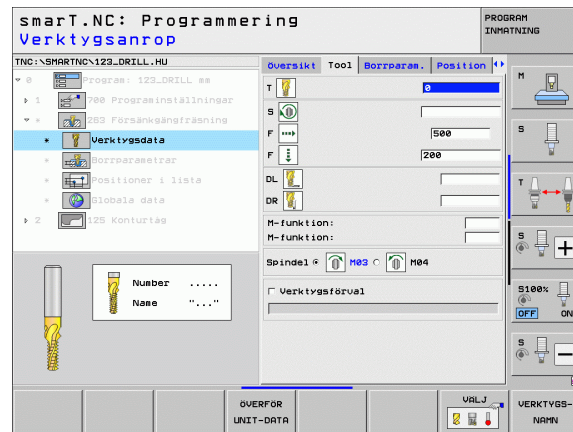 smarT.NC: Programmering
Verktygsanrop
PROGRAM
INMATNING
TNC:\SMARTNC\123_DRILL.HU
0 Program: 123_DRILL mm
1 700 Programinställningar
* 263 Försänkgängfräsning
* Verktygsdata
* Borrparametrar
* Positioner i lista
* Globala data
2 125 Konturtåg
Number .....
Name "..."
Översikt Tool Borrparam. Position
T 0
S
F 500
F 200
DL
DR
M-funktion:
M-funktion:
Spindel M03 M04
Verktygsförval
M
S
T
S
+
S100%
OFF ON
S
−
ÖVERFÖR
UNIT-DATA
VÄLJ
VERKTYGS-
NAMN